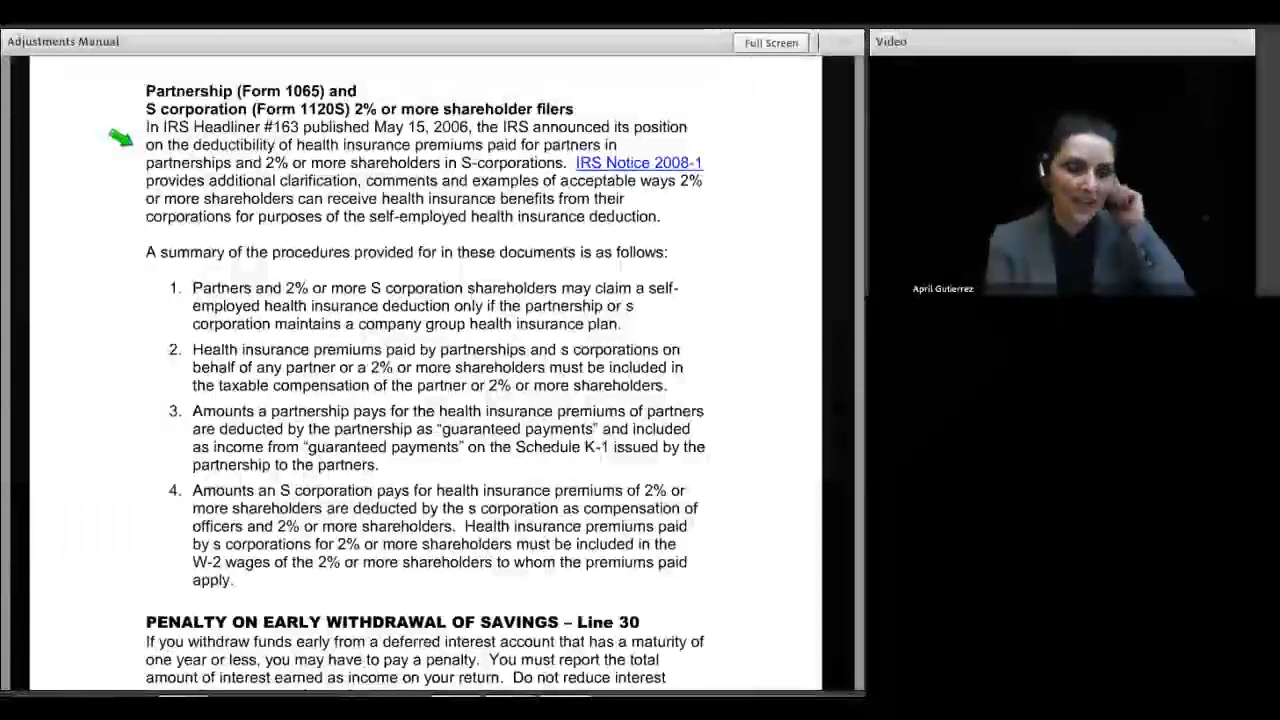 Adjustments Manual
Full Screen
Video
Partnership (Form 1065) and
S corporation (Form 1120S) 2% or more shareholder filers
In IRS Headliner #163 published May 15, 2006, the IRS announced its position
on the deductibility of health insurance premiums paid for partners in
partnerships and 2% or more shareholders in S-corporations. IRS Notice 2008-1
provides additional clarification, comments and examples of acceptable ways 2%
or more shareholders can receive health insurance benefits from their
corporations for purposes of the self-employed health insurance deduction.
A summary of the procedures provided for in these documents is as follows:
1. Partners and 2% or more S corporation shareholders may claim a self-
employed health insurance deduction only if the partnership or s
corporation maintains a company group health insurance plan.
2. Health insurance premiums paid by partnerships and s corporations on
behalf of any partner or a 2% or more shareholders must be included in
the taxable compensation of the partner or 2% or more shareholders.
3. Amounts a partnership pays for the health insurance premiums of partners
are deducted by the partnership as “guaranteed payments” and included
as income from “guaranteed payments” on the Schedule K-1 issued by the
partnership to the partners.
4. Amounts an S corporation pays for health insurance premiums of 2% or
more shareholders are deducted by the s corporation as compensation of
officers and 2% or more shareholders. Health insurance premiums paid
by s corporations for 2% or more shareholders must be included in the
W-2 wages of the 2% or more shareholders to whom the premiums paid
apply.
PENALTY ON EARLY WITHDRAWAL OF SAVINGS – Line 30
If you withdraw funds early from a deferred interest account that has a maturity of
one year or less, you may have to pay a penalty. You must report the total
amount of interest earned as income on your return. Do not reduce interest
April Gutierrez